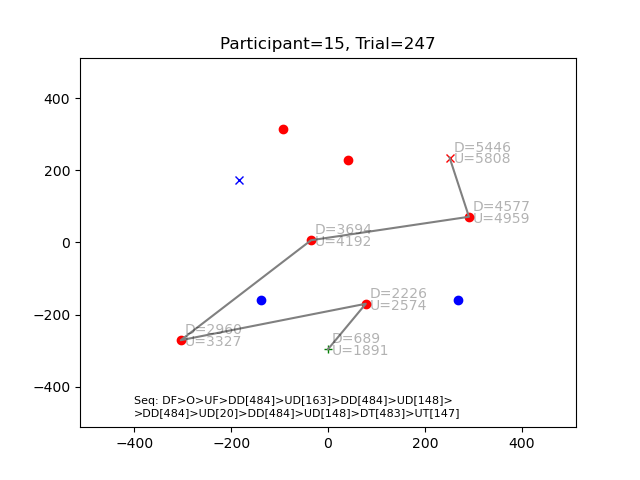 Participant=15, Trial=247
400
200
0
−200
−400
D=5446
U=5808
D=4577
U=4959
D=3694
U=4192
D=2226
U=2574
D=2960
U=3327
D=689
U=1891
Seq: DF>O>UF>DD[484]>UD[163]>DD[484]>UD[148]>
>DD[484]>UD[20]>DD[484]>UD[148]>DT[483]>UT[147]
−400 −200 0 200 400